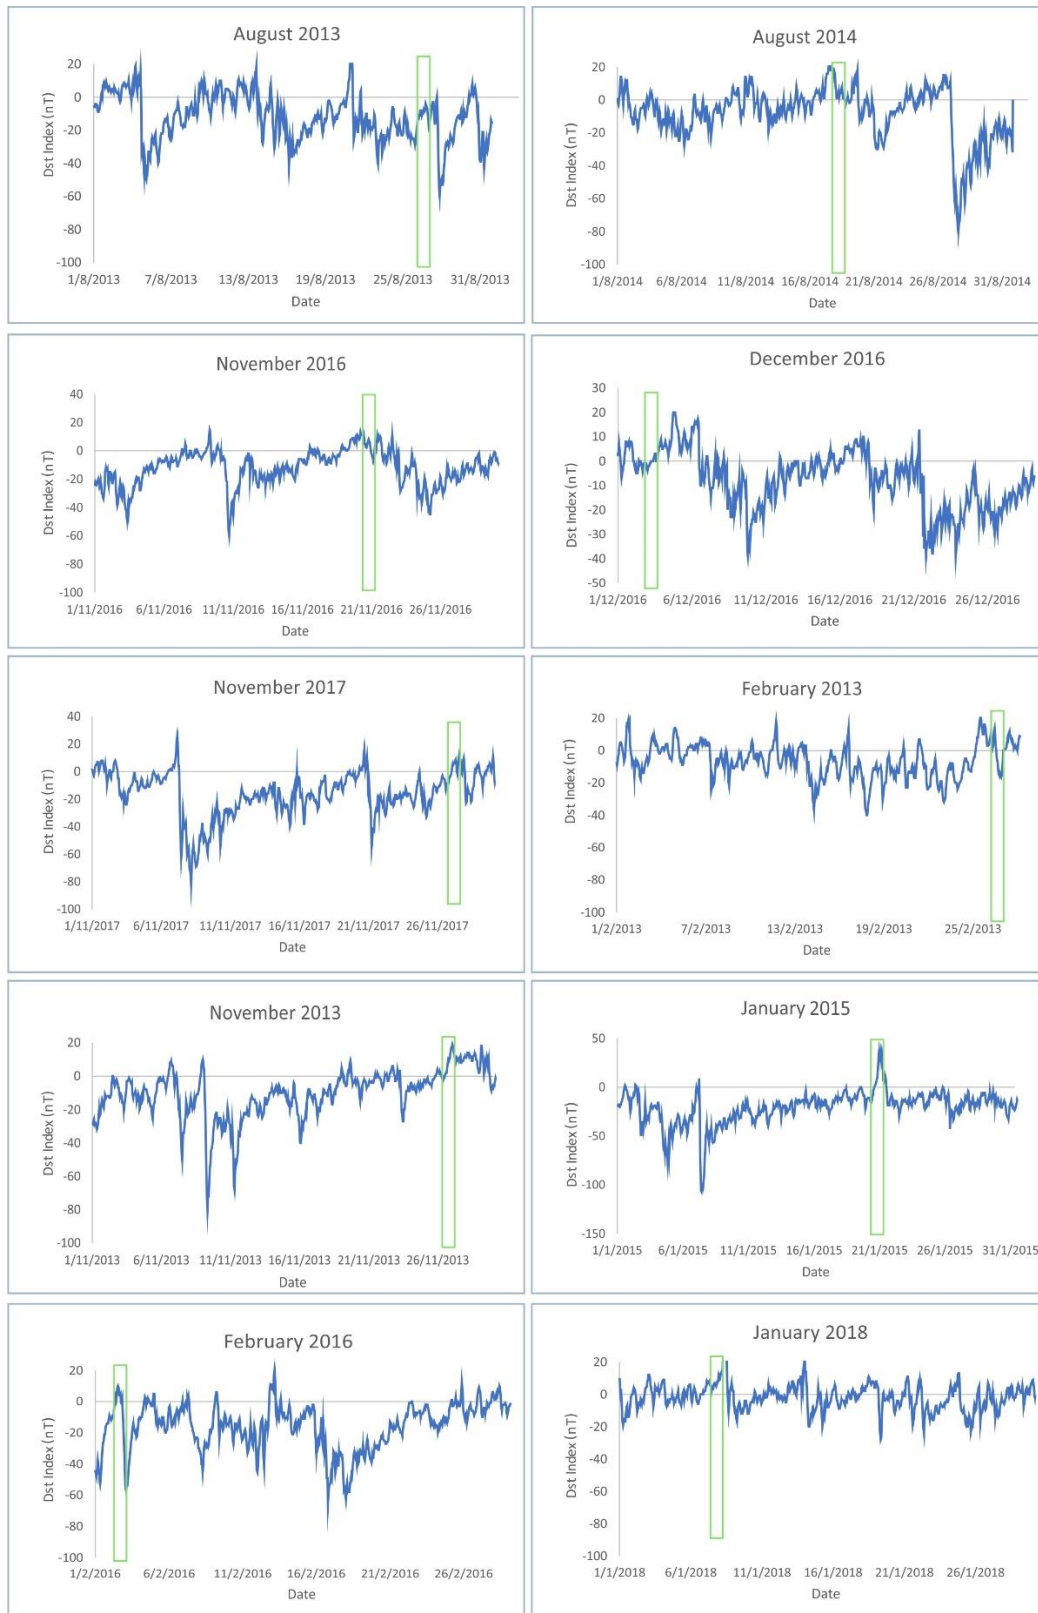 August 2013
Dst Index (nT)
20
0
-20
-40
-60
-80
-100
1/8/2013 7/8/2013 13/8/2013 19/8/2013 25/8/2013 31/8/2013
Date
August 2014
Dst Index (nT)
20
0
-20
-40
-60
-80
-100
1/8/2014 6/8/2014 11/8/2014 16/8/2014 21/8/2014 26/8/2014 31/8/2014
Date
November 2016
Dst Index (nT)
40
20
0
-20
-40
-60
-80
-100
1/11/2016 6/11/2016 11/11/2016 16/11/2016 21/11/2016 26/11/2016
Date
December 2016
Dst Index (nT)
30
20
10
0
-10
-20
-30
-40
-50
1/12/2016 6/12/2016 11/12/2016 16/12/2016 21/12/2016 26/12/2016
Date
November 2017
Dst Index (nT)
40
20
0
-20
-40
-60
-80
-100
1/11/2017 6/11/2017 11/11/2017 16/11/2017 21/11/2017 26/11/2017
Date
February 2013
Dst Index (nT)
20
0
-20
-40
-60
-80
-100
1/2/2013 7/2/2013 13/2/2013 19/2/2013 25/2/2013
Date
November 2013
Dst Index (nT)
20
0
-20
-40
-60
-80
-100
1/11/2013 6/11/2013 11/11/2013 16/11/2013 21/11/2013 26/11/2013
Date
January 2015
Dst Index (nT)
50
0
-50
-100
-150
1/1/2015 6/1/2015 11/1/2015 16/1/2015 21/1/2015 26/1/2015 31/1/2015
Date
February 2016
Dst Index (nT)
20
0
-20
-40
-60
-80
-100
1/2/2016 6/2/2016 11/2/2016 16/2/2016 21/2/2016 26/2/2016
Date
January 2018
Dst Index (nT)
20
0
-20
-40
-60
-80
-100
1/1/2018 6/1/2018 11/1/2018 16/1/2018 21/1/2018 26/1/2018
Date